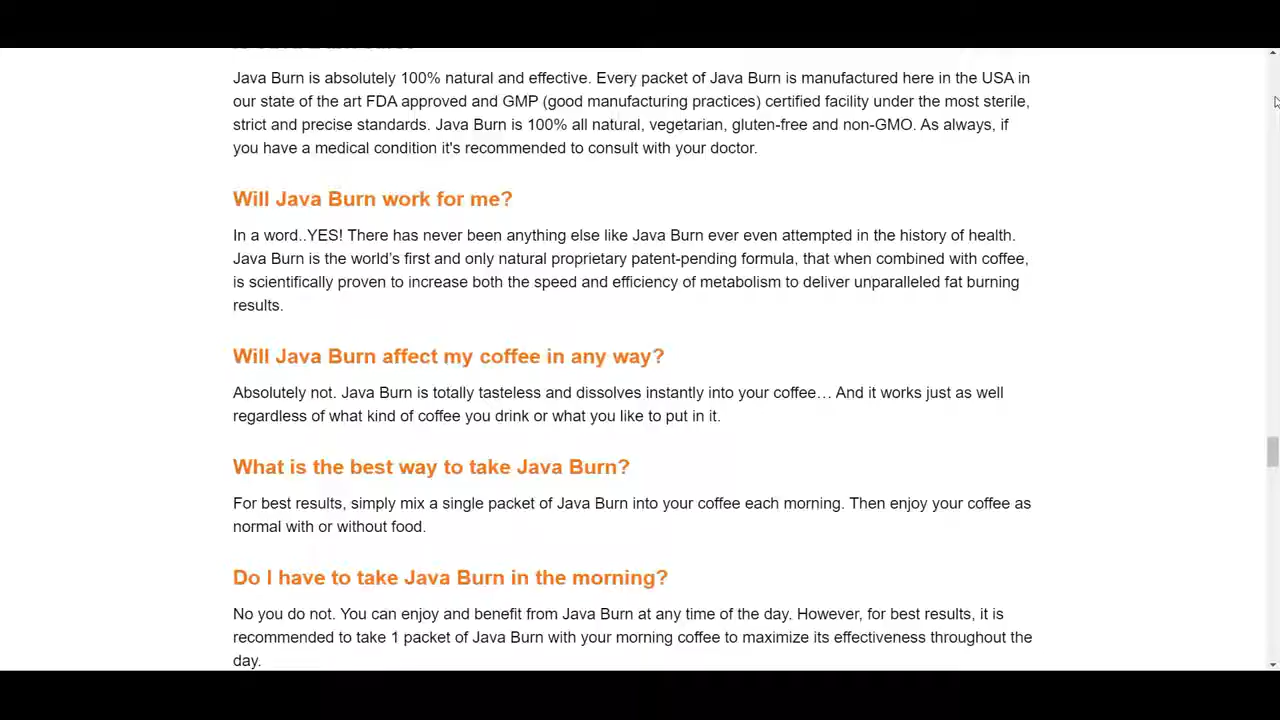 Java Burn is absolutely 100% natural and effective. Every packet of Java Burn is manufactured here in the USA in
our state of the art FDA approved and GMP (good manufacturing practices) certified facility under the most sterile,
strict and precise standards. Java Burn is 100% all natural, vegetarian, gluten-free and non-GMO. As always, if
you have a medical condition it's recommended to consult with your doctor.
Will Java Burn work for me?
In a word..YES! There has never been anything else like Java Burn ever even attempted in the history of health.
Java Burn is the world’s first and only natural proprietary patent-pending formula, that when combined with coffee,
is scientifically proven to increase both the speed and efficiency of metabolism to deliver unparalleled fat burning
results.
Will Java Burn affect my coffee in any way?
Absolutely not. Java Burn is totally tasteless and dissolves instantly into your coffee… And it works just as well
regardless of what kind of coffee you drink or what you like to put in it.
What is the best way to take Java Burn?
For best results, simply mix a single packet of Java Burn into your coffee each morning. Then enjoy your coffee as
normal with or without food.
Do I have to take Java Burn in the morning?
No you do not. You can enjoy and benefit from Java Burn at any time of the day. However, for best results, it is
recommended to take 1 packet of Java Burn with your morning coffee to maximize its effectiveness throughout the
day.